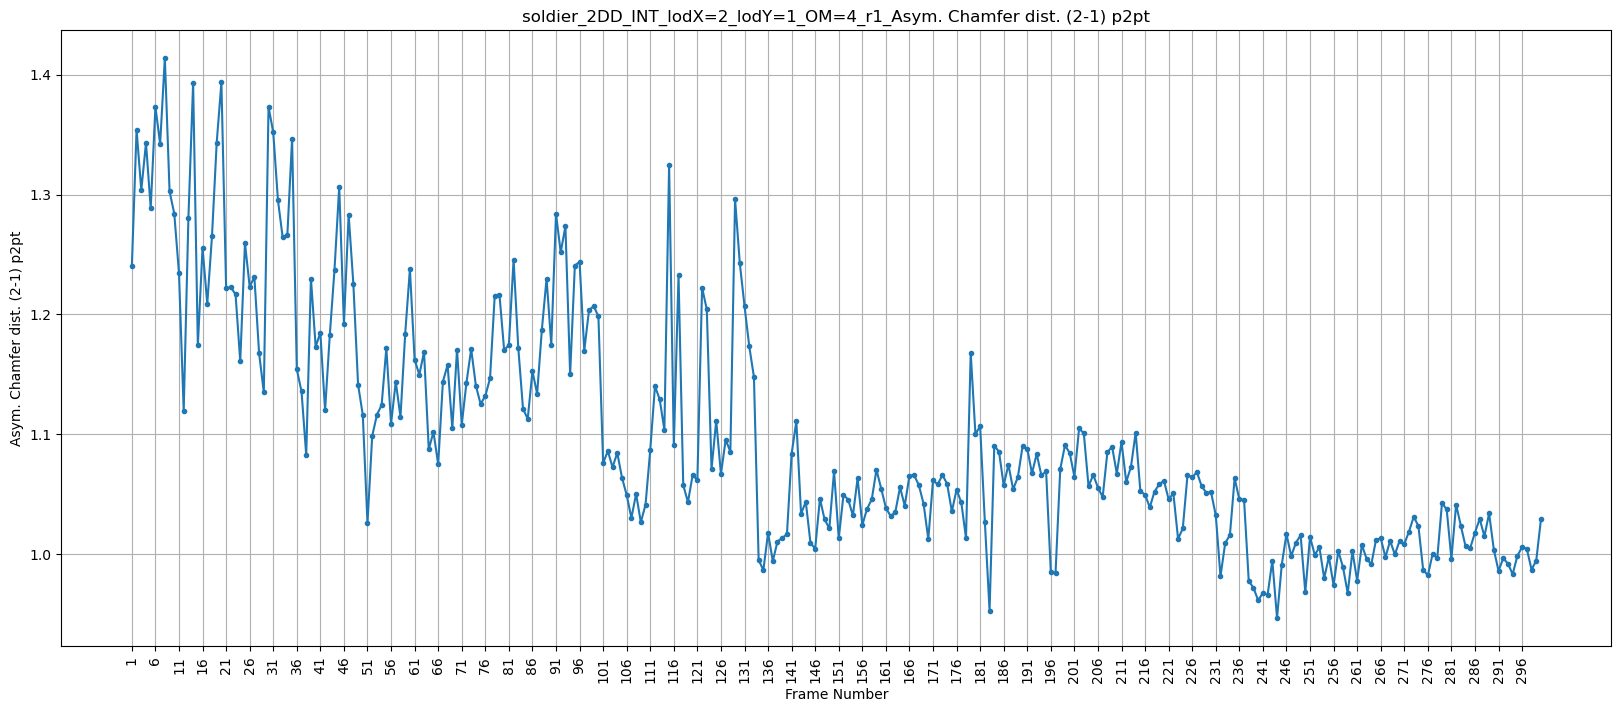 soldier_2DD_INT_lodX=2_lodY=1_OM=4_r1_Asym. Chamfer dist. (2-1) p2pt
Asym. Chamfer dist. (2-1) p2pt
1.4
1.3
1.2
1.1
1.0
1 6 11 16 21 26 31 36 41 46 51 56 61 66 71 76 81 86 91 96 101 106 111 116 121 126 131 136 141 146 151 156 161 166 171 176 181 186 191 196 201 206 211 216 221 226 231 236 241 246 251 256 261 266 271 276 281 286 291 296
Frame Number